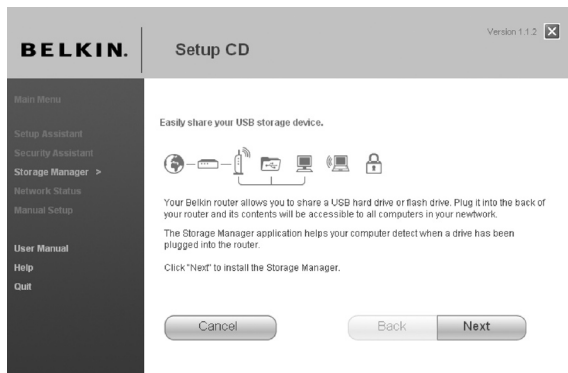 BELKIN.
Setup CD
Version 1.1.2
Main Menu
Setup Assistant
Security Assistant
Storage Manager >
Network Status
Manual Setup
User Manual
Help
Quit
Easily share your USB storage device.
Your Belkin router allows you to share a USB hard drive or flash drive. Plug it into the back of
your router and its contents will be accessible to all computers in your newtwork.
The Storage Manager application helps your computer detect when a drive has been
plugged into the router.
Click "Next" to install the Storage Manager.
Cancel
Back
Next